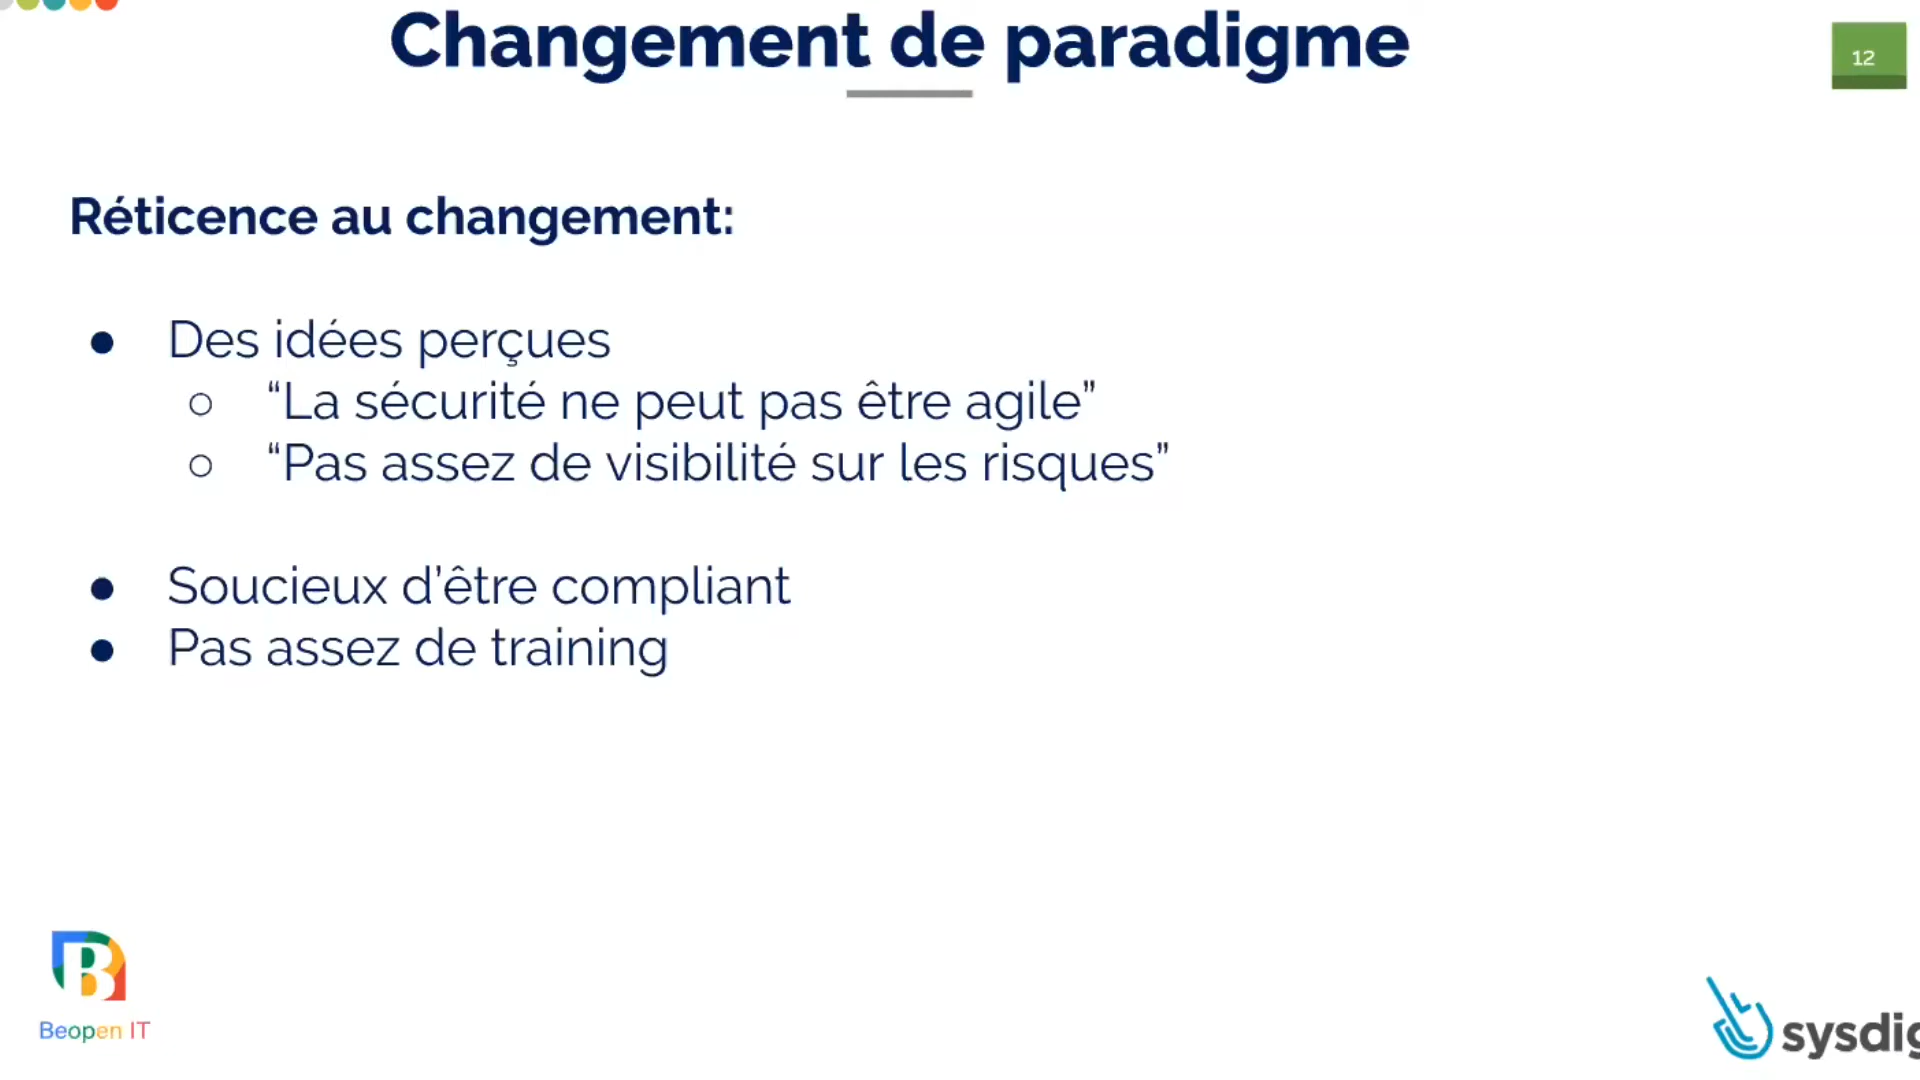 Changement de paradigme
12
Réticence au changement:
● Des idées perçues
○ “La sécurité ne peut pas être agile”
○ “Pas assez de visibilité sur les risques”
● Soucieux d’être compliant
● Pas assez de training
Beopen IT
sysdig